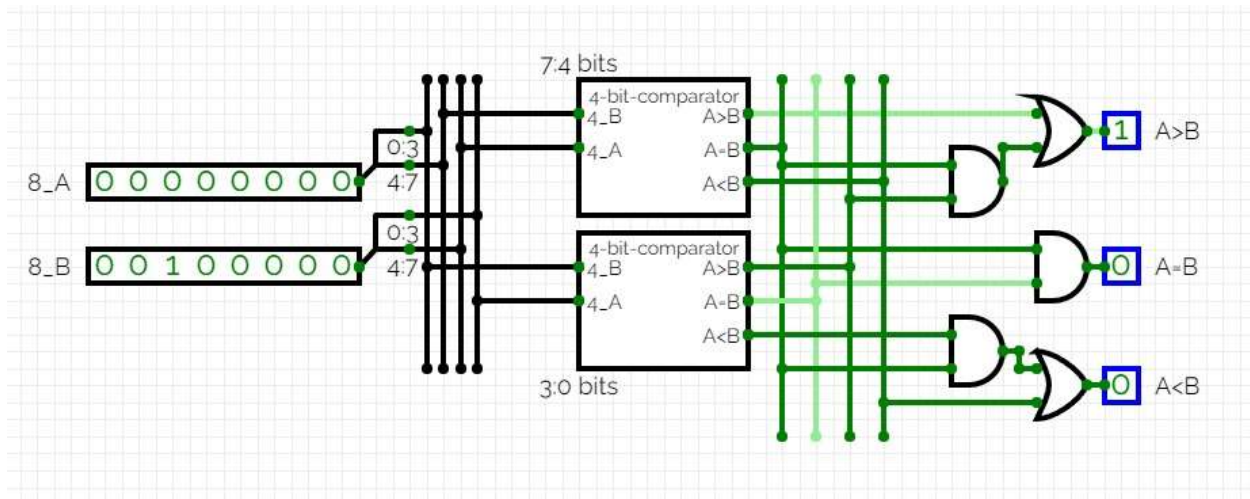 7:4 bits
4-bit-comparator
4_B A>B
4_A A=B
A<B
1 A>B
0:3
4:7
8_A 0 0 0 0 0 0 0 0
0:3
4:7
8_B 0 0 1 0 0 0 0 0
4-bit-comparator
4_B A>B
4_A A=B
A<B
3:0 bits
0 A=B
0 A<B